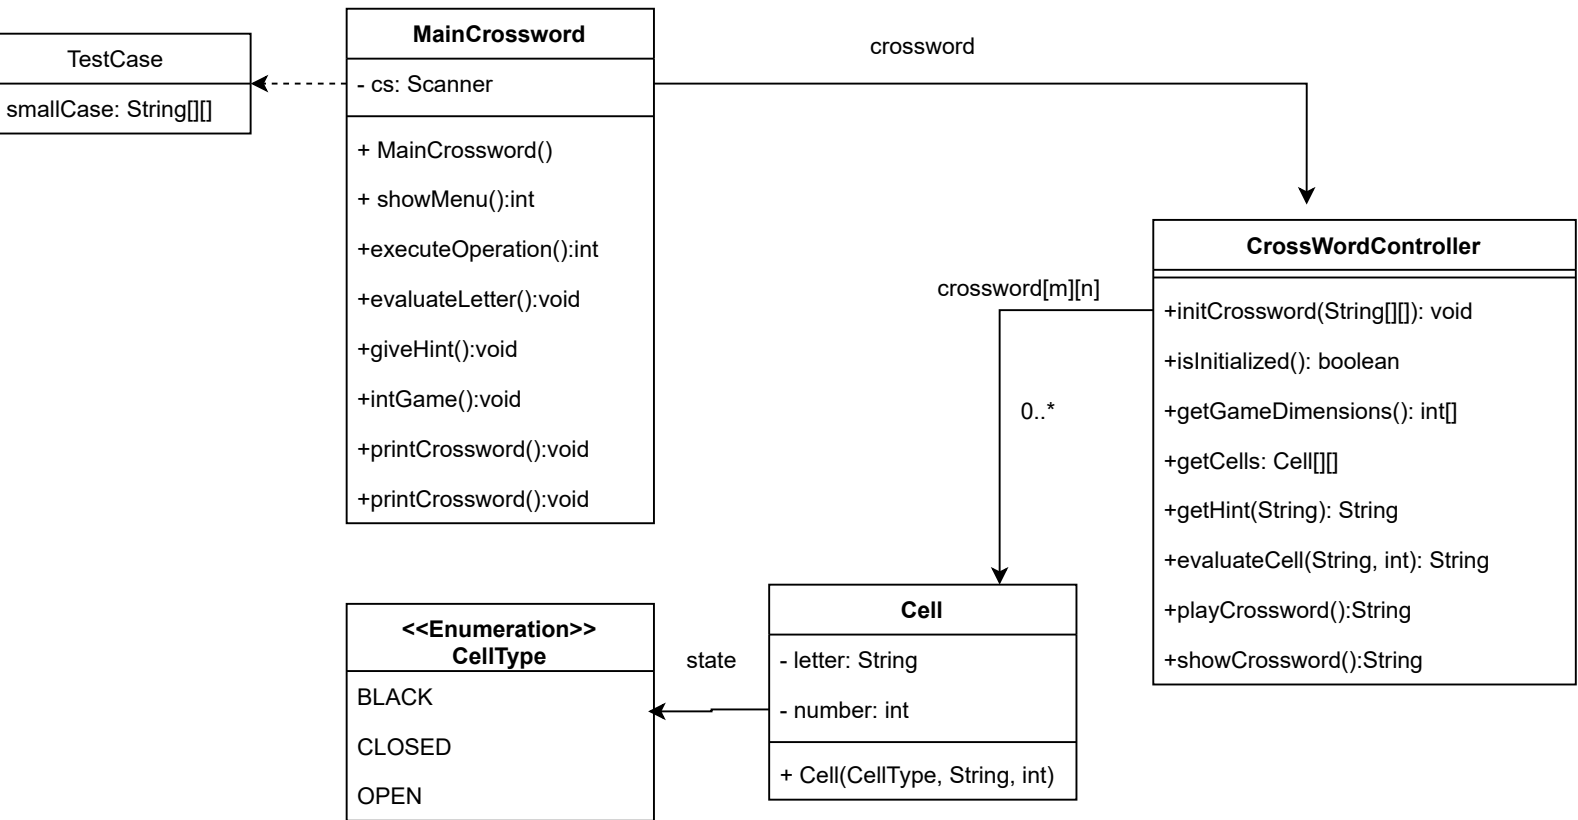 TestCase
smallCase: String[][]
MainCrossword
- cs: Scanner
+ MainCrossword()
+ showMenu():int
+executeOperation():int
+evaluateLetter():void
+giveHint():void
+intGame():void
+printCrossword():void
+printCrossword():void
crossword
CrossWordController
+initCrossword(String[][]): void
+isInitialized(): boolean
+getGameDimensions(): int[]
+getCells: Cell[][]
+getHint(String): String
+evaluateCell(String, int): String
+playCrossword():String
+showCrossword():String
crossword[m][n]
0..*
Cell
- letter: String
- number: int
+ Cell(CellType, String, int)
state
<<Enumeration>>
CellType
BLACK
CLOSED
OPEN